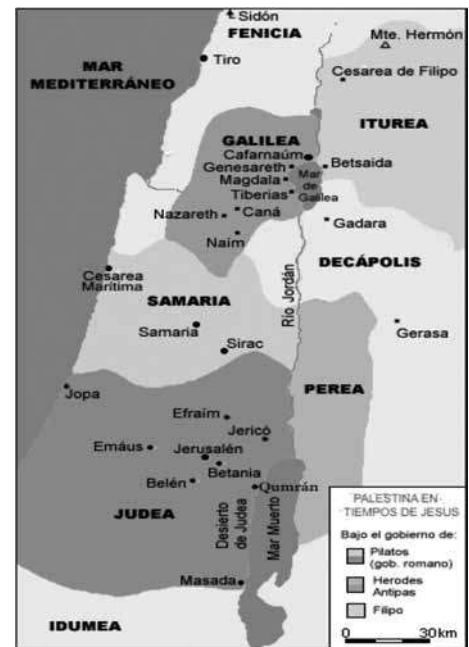 Sidón
FENICIA
Mte. Hermón
MAR
MEDITERRÁNEO
Tiro
Cesarea de Filipo
ITUREA
GALILEA
Cafarnaúm
Genesareth
Betsaida
Magdala
Mar
de
Galilea
Tiberias
Nazareth
Caná
Gadara
Naím
DECÁPOLIS
Cesarea
Marítima
SAMARIA
Río Jordán
Samaria
Gerasa
Sirac
PEREA
Jopa
Efraím
Jericó
Emáus
Jerusalén
Betania
Belén
Qumrán
JUDEA
Desierto
de Judea
Mar Muerto
Masada
IDUMEA
PALESTINA EN
TIEMPOS DE JESUS
Bajo el gobierno de:
Pilatos
(gob. romano)
Herodes
Antipas
Filipo
0 30 km